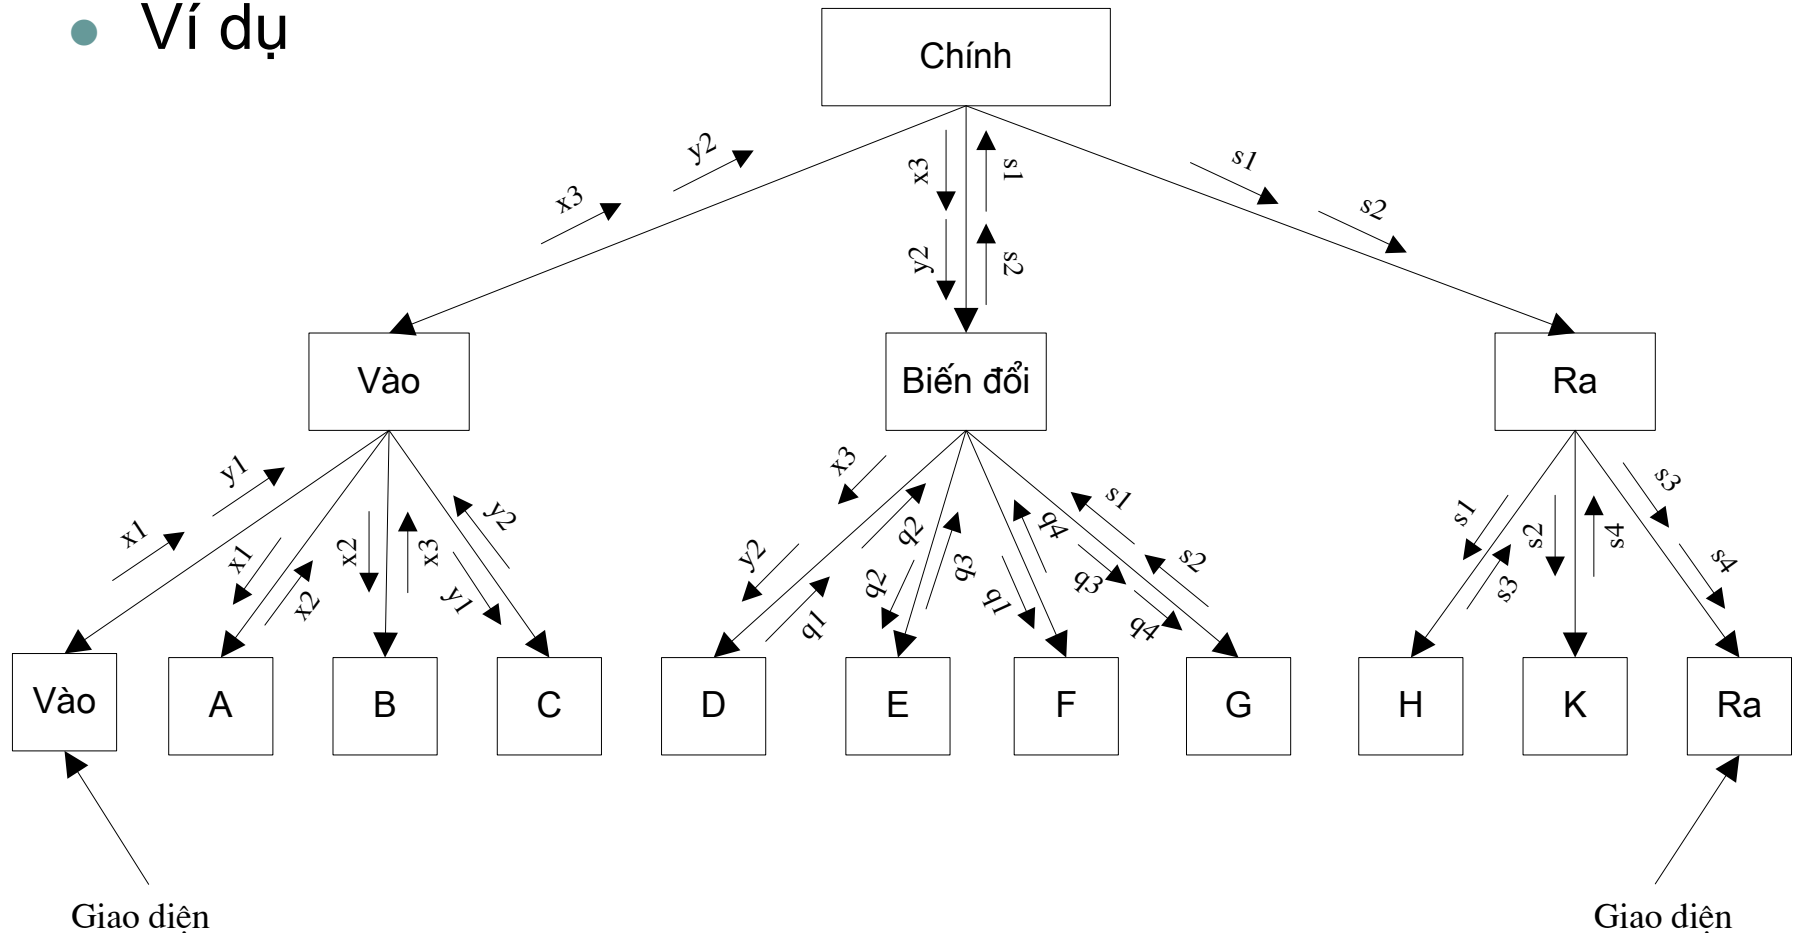 Ví dụ
Chính
y2
x3
x3
s1
y2
s2
s1
s2
Vào
Biến đổi
Ra
y1
x1
x1
x2
x2
x3
y2
y1
x3
y2
q2
q1
q2
q3
q4
q1
s1
s2
q3
q4
s1
s3
s2
s4
s3
s4
Vào
A
B
C
D
E
F
G
H
K
Ra
Giao diện
Giao diện